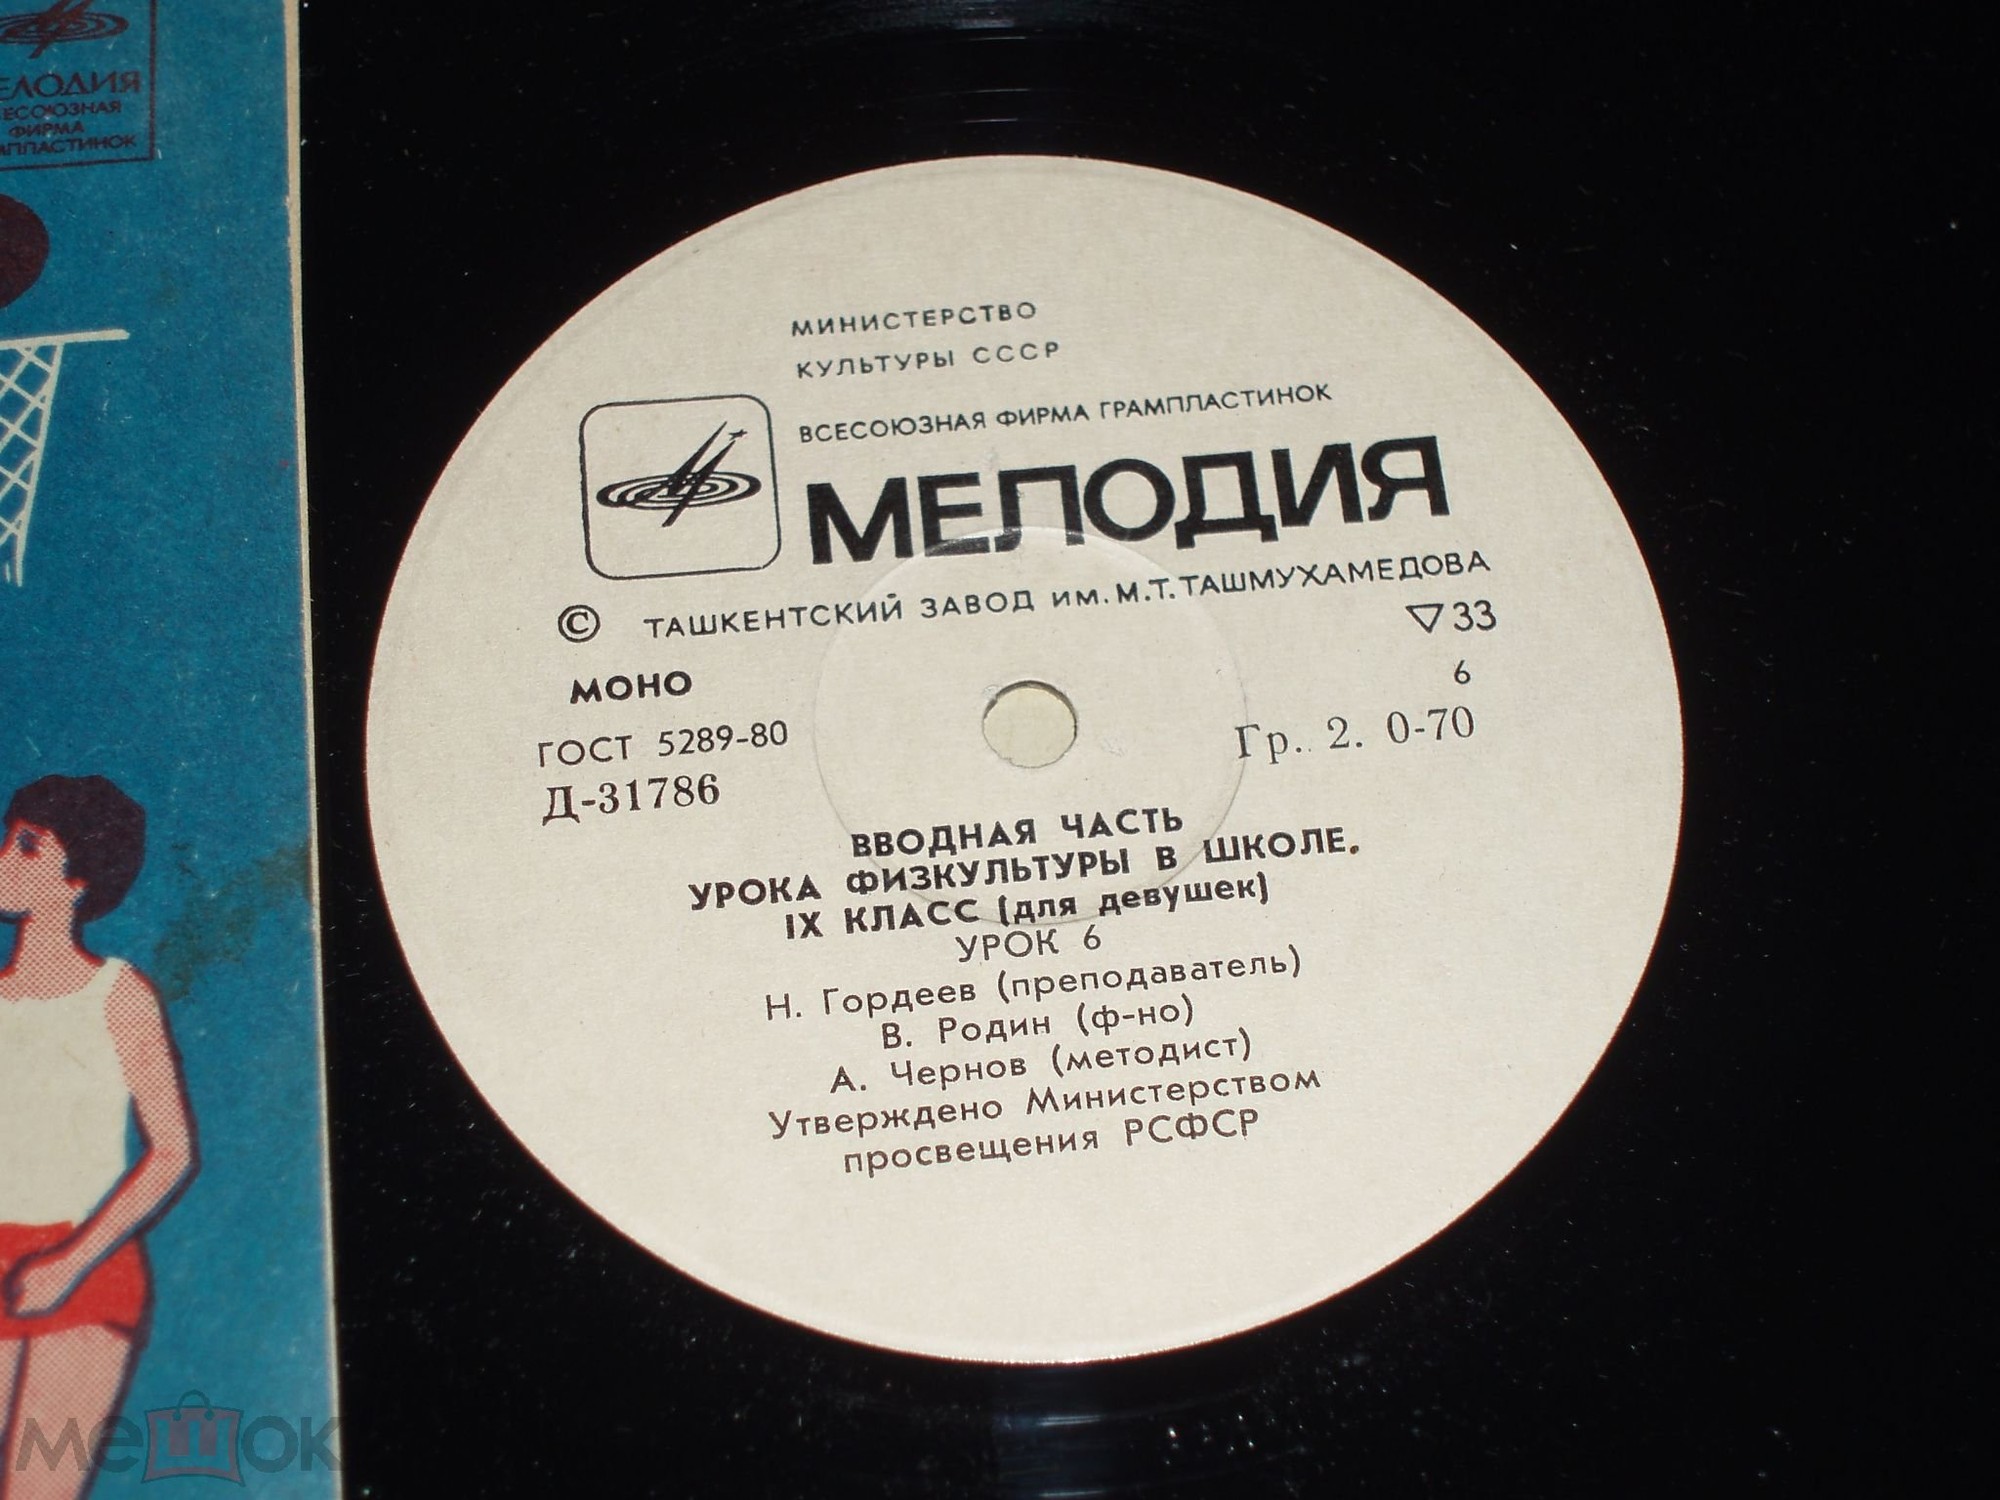 МЕЛОДИЯ
ФИРМА
МИНИСТЕРСТВО
КУЛЬТУРЫ СССР
ВСЕСОЮЗНАЯ ФИРМА ГРАМПЛАСТИНОК
МЕЛОДИЯ
© ТАШКЕНТСКИЙ ЗАВОД ИМ. М.Т. ТАШМУХАМЕДОВА
▽33
МОНО
6
ГОСТ 5289-80
Гр.. 2. 0-70
Д-31786
ВВОДНАЯ ЧАСТЬ
УРОКА ФИЗКУЛЬТУРЫ В ШКОЛЕ.
IX КЛАСС (для девушек)
УРОК 6
Н. Гордеев (преподаватель)
В. Родин (ф-но)
А. Чернов (методист)
Утверждено Министерством
просвещения РСФСР
мешок